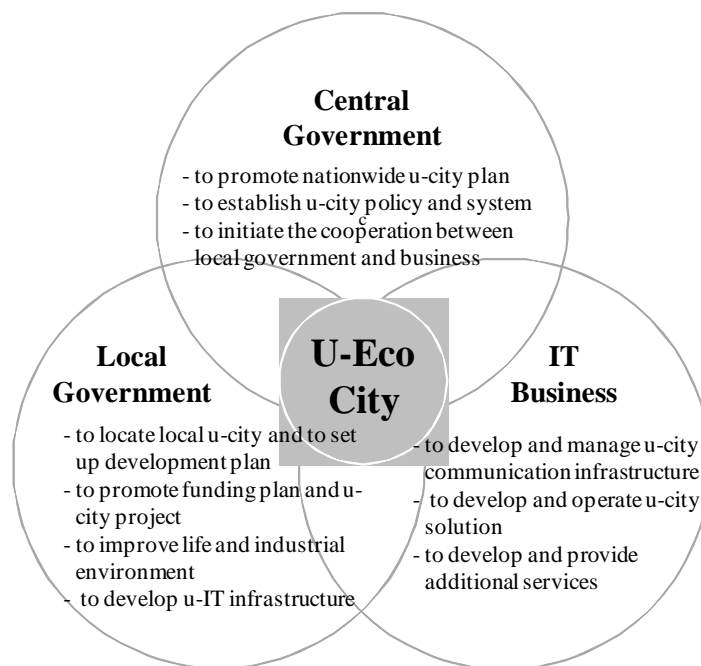 Central
Government
- to promote nationwide u-city plan
- to establish u-city policy and system
c
- to initiate the cooperation between
local government and business
U-Eco
City
Local
Government
- to locate local u-city and to set
up development plan
- to promote funding plan and u-
city project
- to improve life and industrial
environment
- to develop u-IT infrastructure
IT
Business
- to develop and manage u-city
communication infrastructure
- to develop and operate u-city
solution
- to develop and provide
additional services